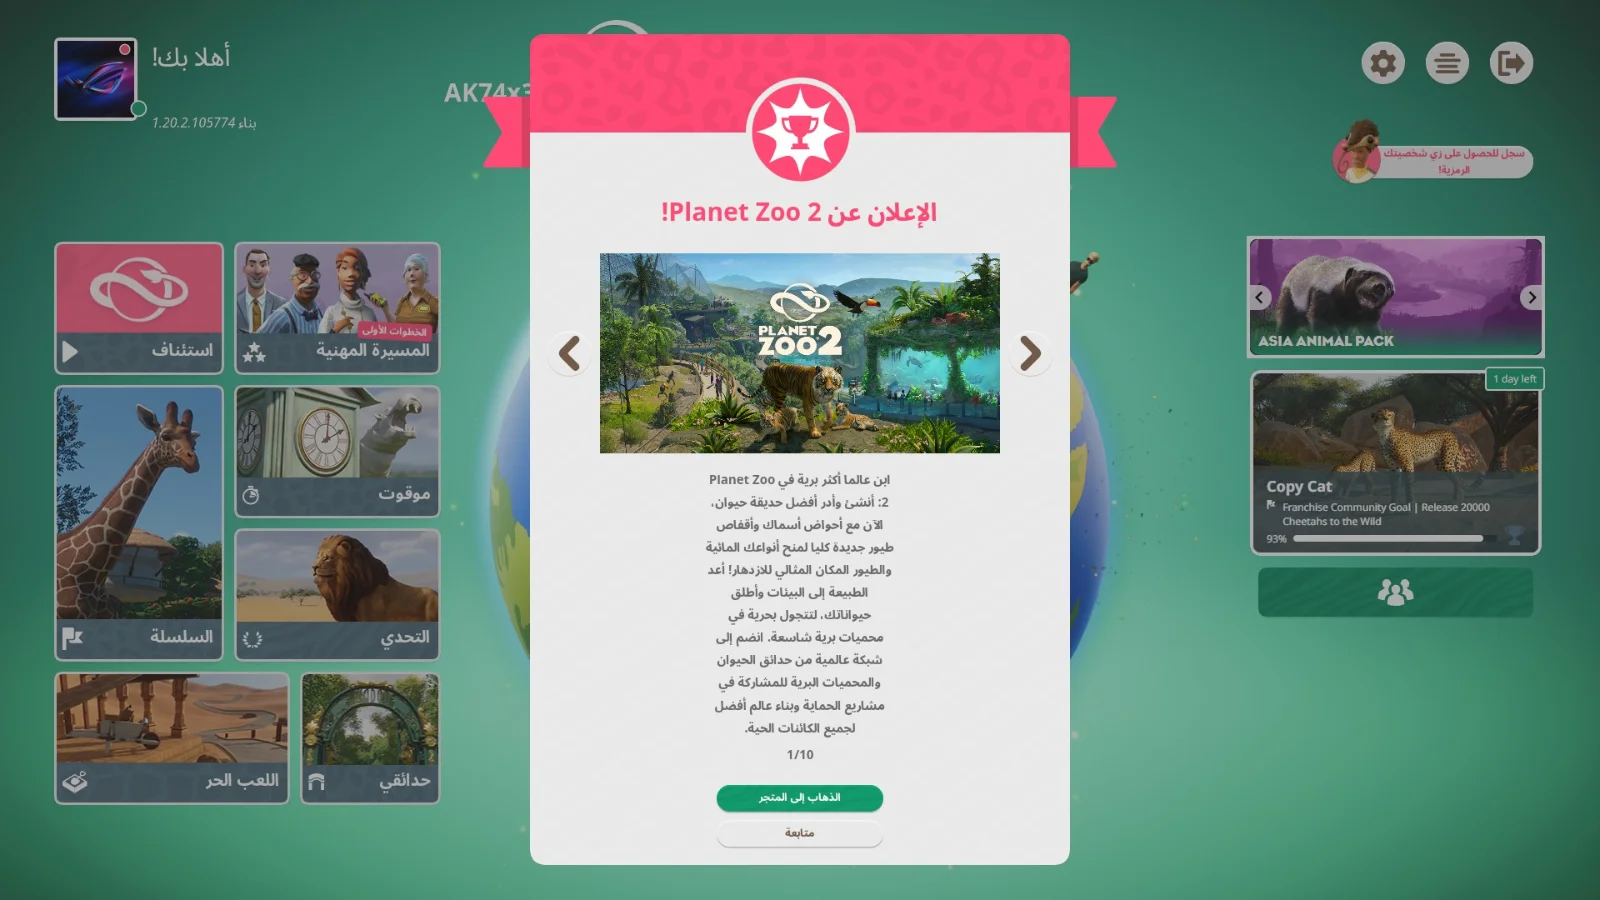 أهلا بك!
بناء 1.20.2.105774
AK74x3
سجل للحصول على زي شخصيتك
الرمزية!
الإعلان عن Planet Zoo 2!
PLANET
ZOO2
ابن عالما أكثر برية في Planet Zoo
2: أنشئ وأدر أفضل حديقة حيوان،
الآن مع أحواض أسماك وأقفاص
طيور جديدة كليا لمنح أنواعك المائية
والطيور المكان المثالي للازدهار! أعد
الطبيعة إلى البيئات وأطلق
حيواناتك، لتتجول بحرية في
محميات برية شاسعة. انضم إلى
شبكة عالمية من حدائق الحيوان
والمحميات البرية للمشاركة في
مشاريع الحماية وبناء عالم أفضل
لجميع الكائنات الحية.
1/10
الذهاب إلى المتجر
متابعة
استئناف
الخطوات الأولى
المسيرة المهنية
السلسلة
موقوت
التحدي
اللعب الحر
حدائقي
ASIA ANIMAL PACK
1 day left
Copy Cat
Franchise Community Goal | Release 20000
Cheetahs to the Wild
93%